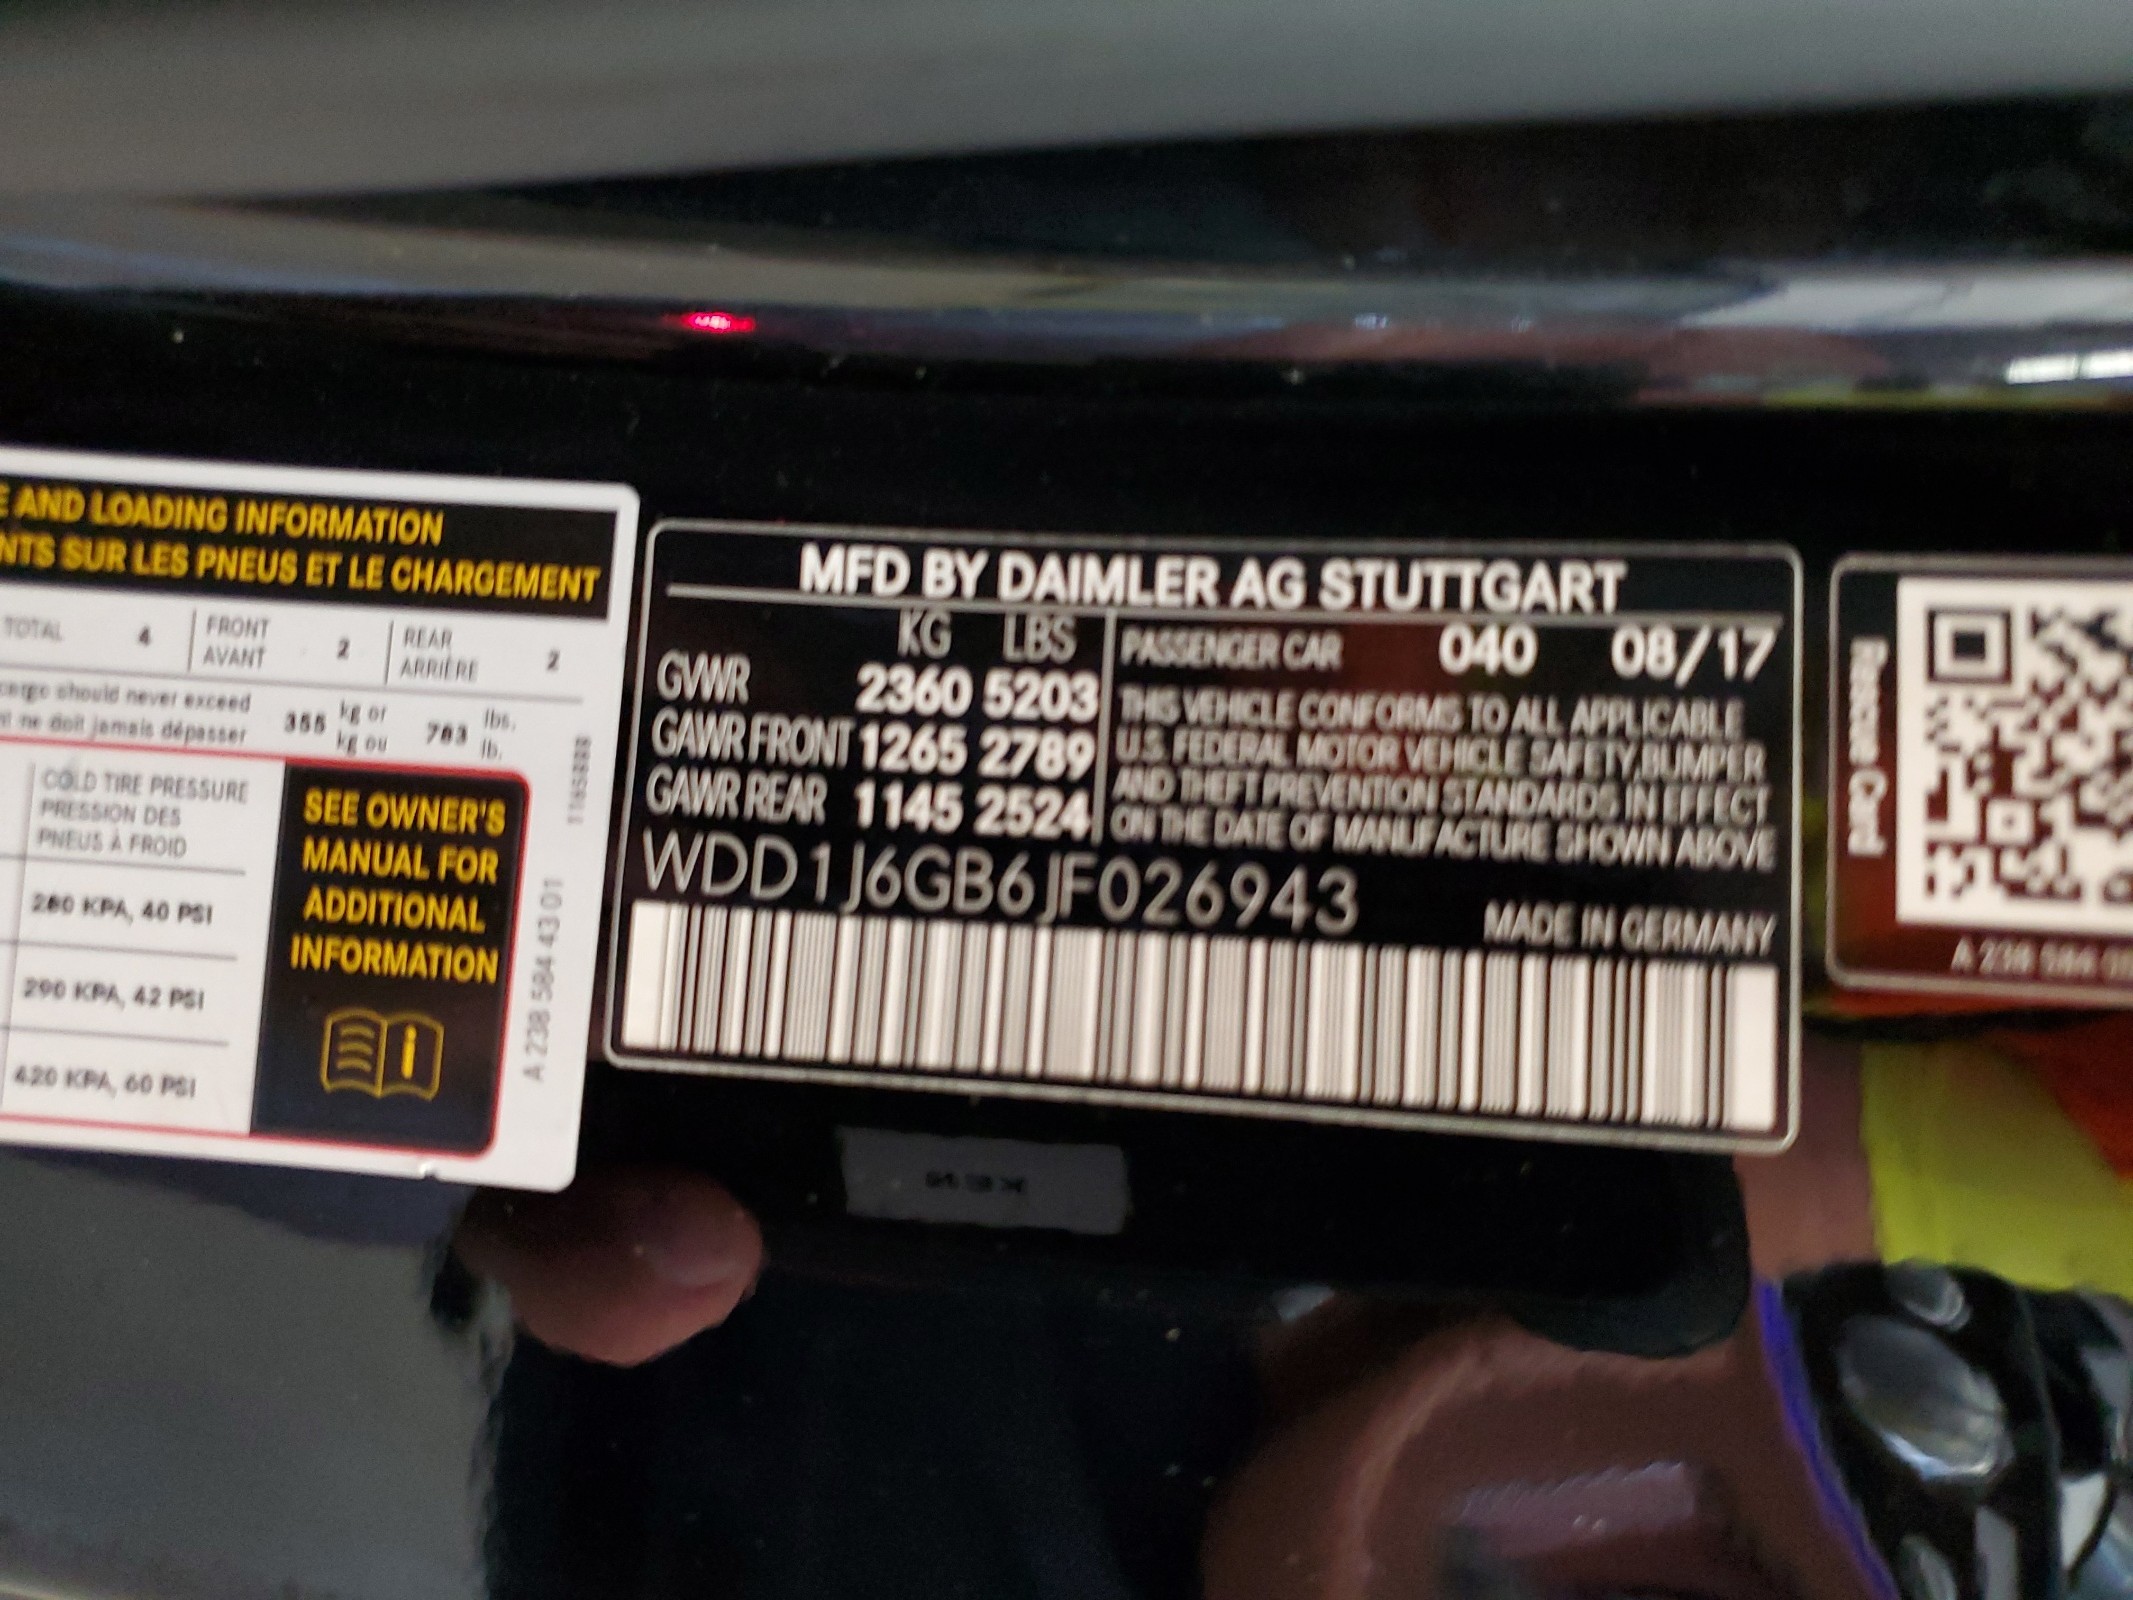 E AND LOADING INFORMATION
NTS SUR LES PNEUS ET LE CHARGEMENT
TOTAL 4 FRONT AVANT 2 REAR ARRIÈRE 2
cargo should never exceed
nt ne doit jamais dépasser
355 kg or kg ou 783 lbs. lb.
COLD TIRE PRESSURE
PRESSION DES
PNEUS À FROID
280 KPA, 40 PSI
290 KPA, 42 PSI
420 KPA, 60 PSI
SEE OWNER'S
MANUAL FOR
ADDITIONAL
INFORMATION
A 238 584 43 01
MFD BY DAIMLER AG STUTTGART
KG LBS
GVWR 2360 5203
GAWR FRONT 1265 2789
GAWR REAR 1145 2524
PASSENGER CAR 040 08/17
THIS VEHICLE CONFORMS TO ALL APPLICABLE
U.S. FEDERAL MOTOR VEHICLE SAFETY,BUMPER
AND THEFT PREVENTION STANDARDS IN EFFECT
ON THE DATE OF MANUFACTURE SHOWN ABOVE
WDD1J6GB6JF026943
MADE IN GERMANY
Rescue Card
A 238 584